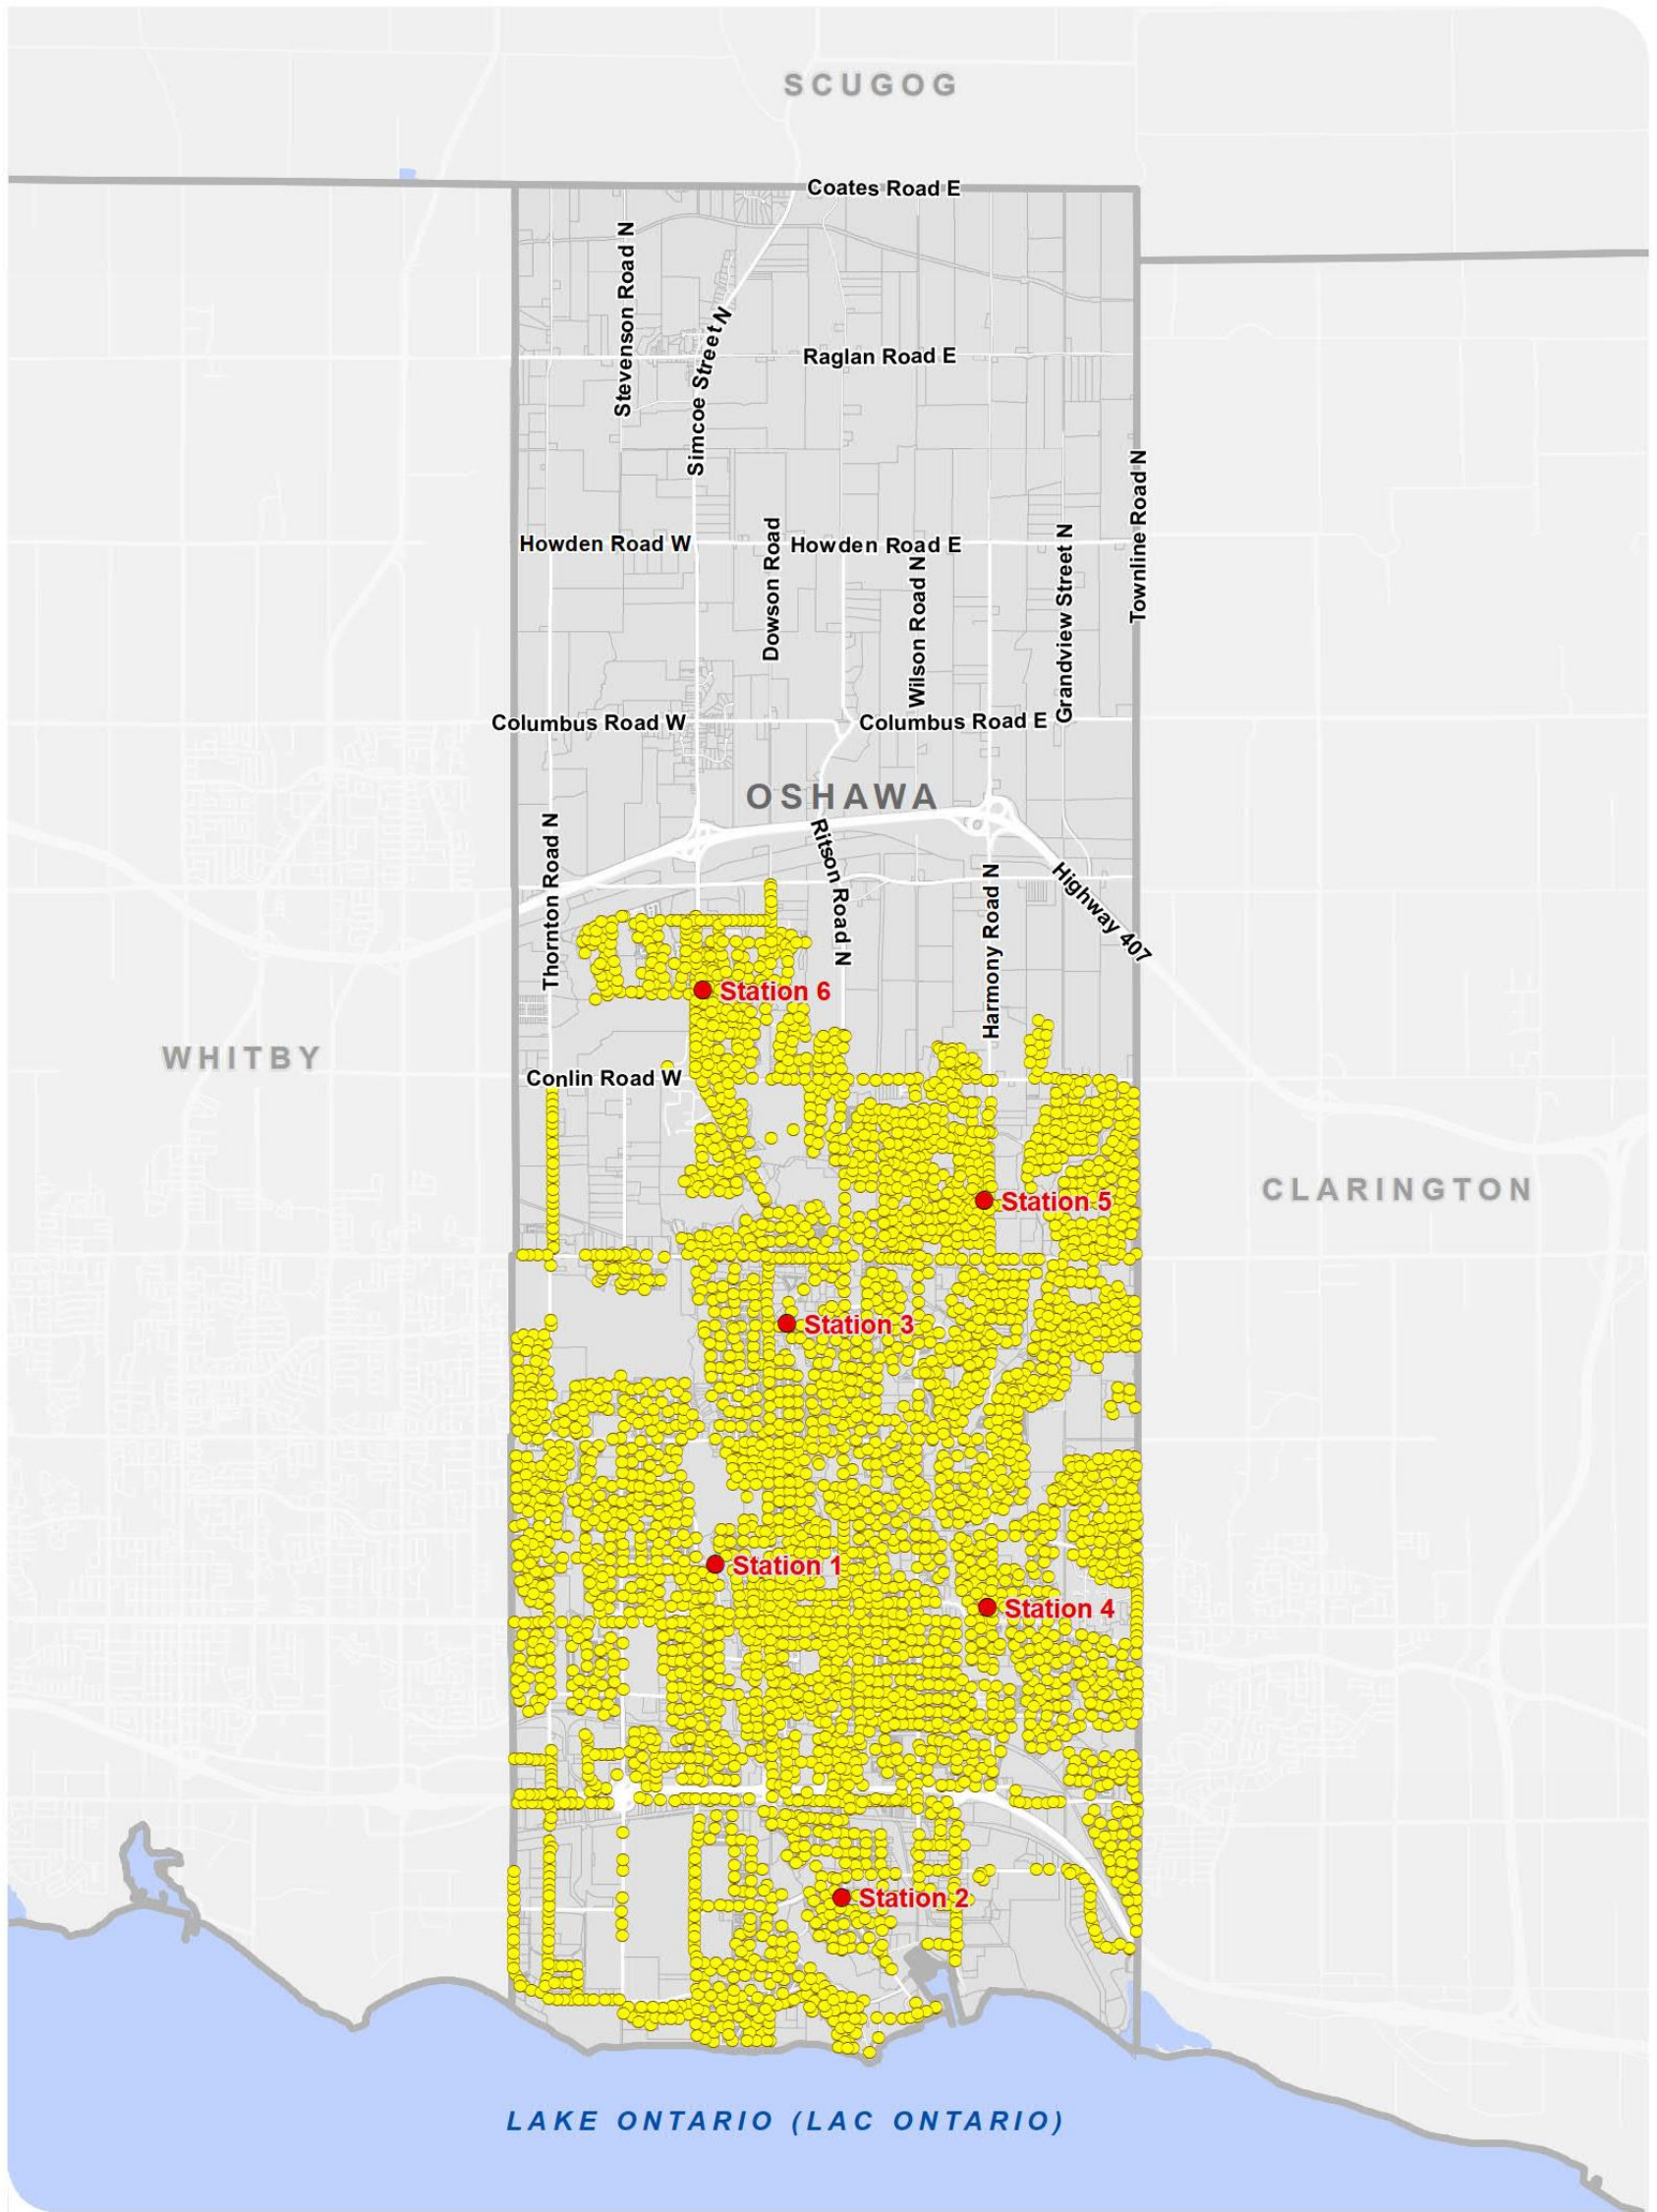 SCUGOG
Coates Road E
Stevenson Road N
Simcoe Street N
Raglan Road E
Townline Road N
Howden Road W
Dowson Road
Howden Road E
Wilson Road N
Grandview Street N
Columbus Road W
Columbus Road E
OSHAWA
Thornton Road N
Ritson Road N
Harmony Road N
Highway 407
Station 6
WHITBY
Conlin Road W
CLARINGTON
Station 5
Station 3
Station 1
Station 4
Station 2
LAKE ONTARIO (LAC ONTARIO)